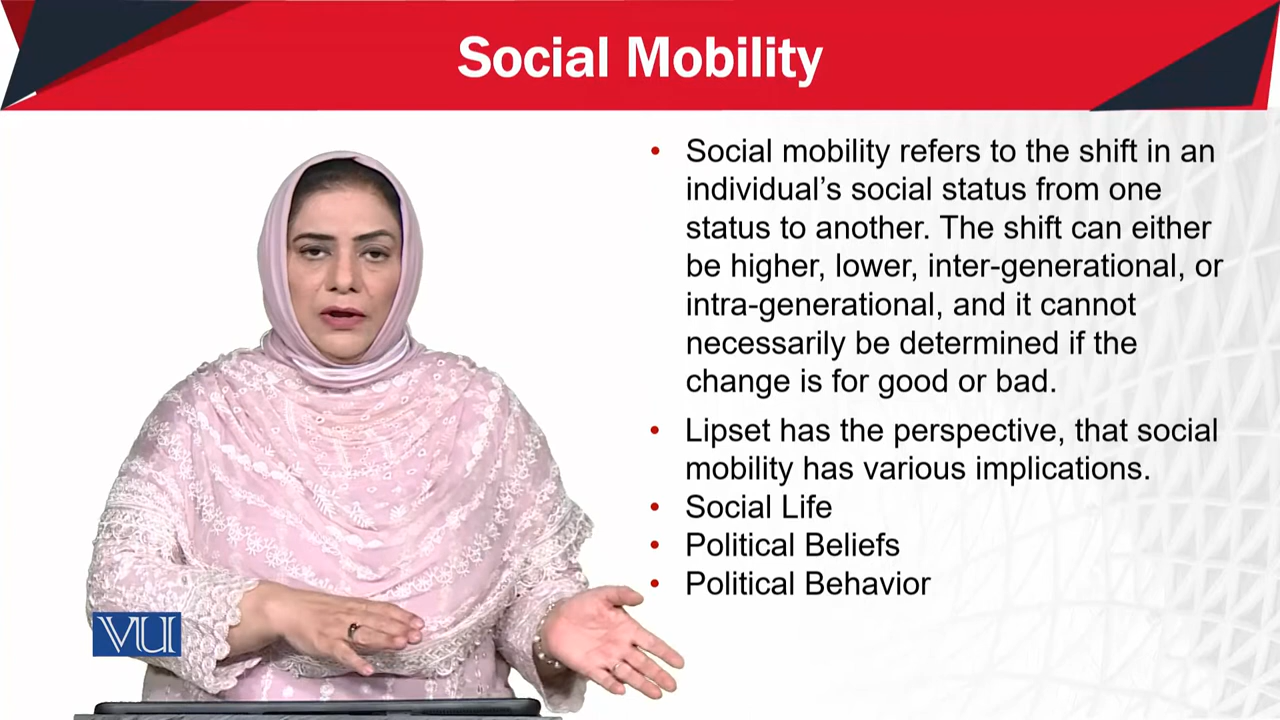 Social Mobility
• Social mobility refers to the shift in an
individual’s social status from one
status to another. The shift can either
be higher, lower, inter-generational, or
intra-generational, and it cannot
necessarily be determined if the
change is for good or bad.
• Lipset has the perspective, that social
mobility has various implications.
• Social Life
• Political Beliefs
• Political Behavior
VU